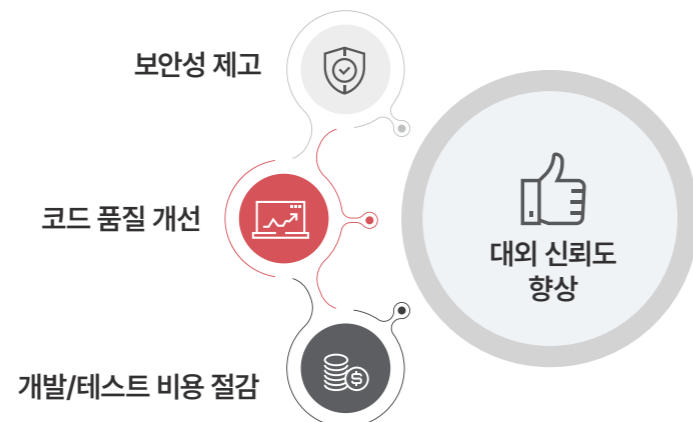 보안성 제고
코드 품질 개선
개발/테스트 비용 절감
대외 신뢰도
향상